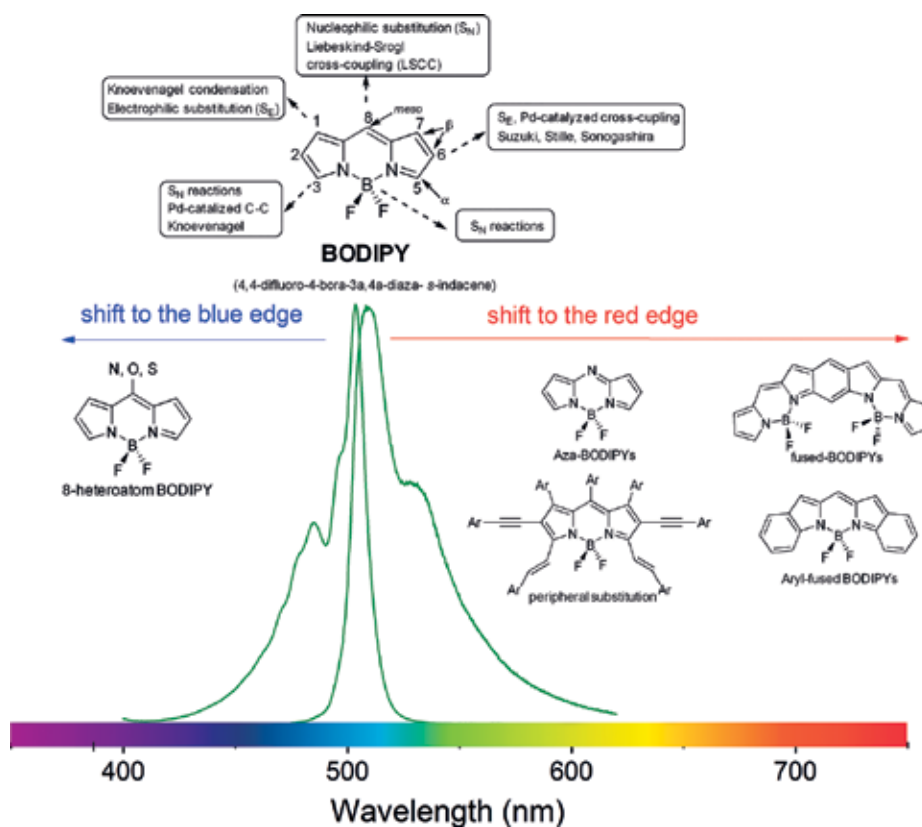 Nucleophilic substitution (SN)
Liebeskind-Srogl
cross-coupling (LSCC)
Knoevenagel condensation
Electrophilic substitution (SE)
meso
8
1
7
β
2
6
3
5
α
N
N
B
F
F
SE, Pd-catalyzed cross-cupling
Suzuki, Stille, Sonogashira
SN reactions
Pd-catalized C-C
Knoevenagel
SN reactions
BODIPY
(4,4-difluoro-4-bora-3a,4a-diaza- s-indacene)
shift to the blue edge
shift to the red edge
N, O, S
N
B
N
F
F
8-heteroatom BODIPY
N
N
B
N
F
F
Aza-BODIPYs
N
B
F
F
N
B
F
F
fused-BODIPYs
Ar
Ar
Ar
Ar
Ar
N
B
N
F
F
Ar
Ar
peripheral substitution
N
B
N
F
F
Aryl-fused BODIPYs
400
500
600
700
Wavelength (nm)